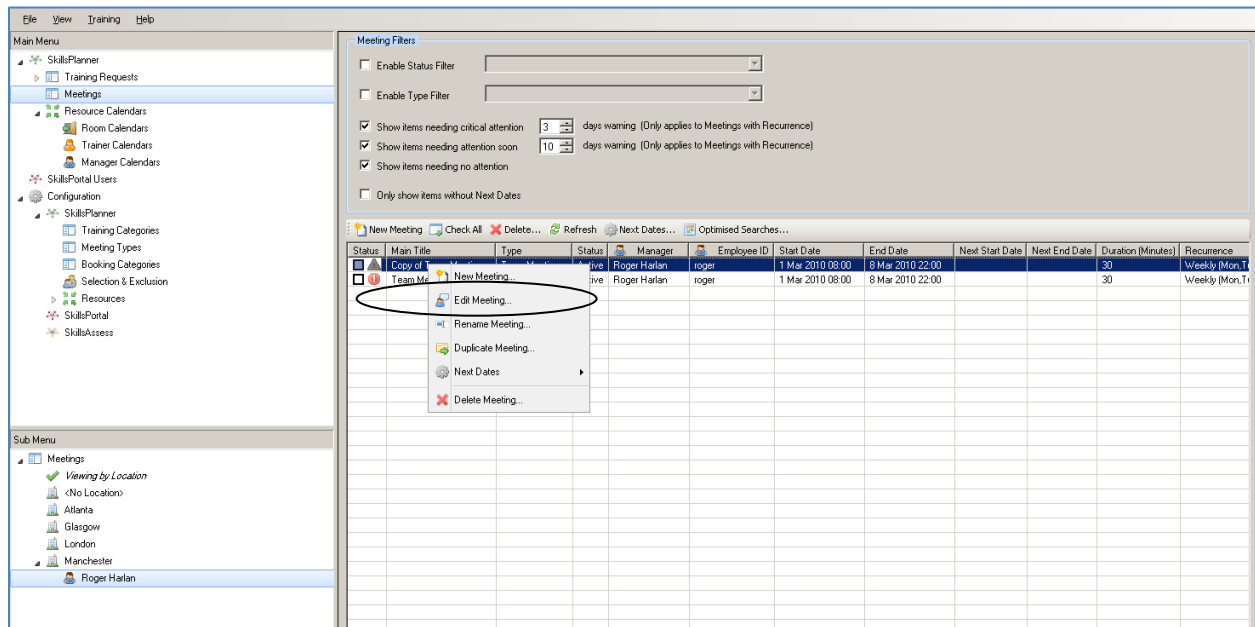 File View Training Help
Main Menu
SkillsPlanner
Training Requests
Meetings
Resource Calendars
Room Calendars
Trainer Calendars
Manager Calendars
SkillsPortal Users
Configuration
SkillsPlanner
Training Categories
Meeting Types
Booking Categories
Selection & Exclusion
Resources
SkillsPortal
SkillsAssess
Sub Menu
Meetings
Viewing by Location
<No Location>
Atlanta
Glasgow
London
Manchester
Roger Harlan
Meeting Filters
Enable Status Filter
Enable Type Filter
Show items needing critical attention 3 days warning (Only applies to Meetings with Recurrence)
Show items needing attention soon 10 days warning (Only applies to Meetings with Recurrence)
Show items needing no attention
Only show items without Next Dates
New Meeting Check All Delete... Refresh Next Dates... Optimised Searches...
Status Main Title Type Status Manager Employee ID Start Date End Date Next Start Date Next End Date Duration (Minutes) Recurrence
Copy of Roger Harlan roger 1 Mar 2010 08:00 8 Mar 2010 22:00 30 Weekly (Mon,T
Team Me tive Roger Harlan roger 1 Mar 2010 08:00 8 Mar 2010 22:00 30 Weekly (Mon,T
New Meeting...
Edit Meeting...
Rename Meeting...
Duplicate Meeting...
Next Dates
Delete Meeting...